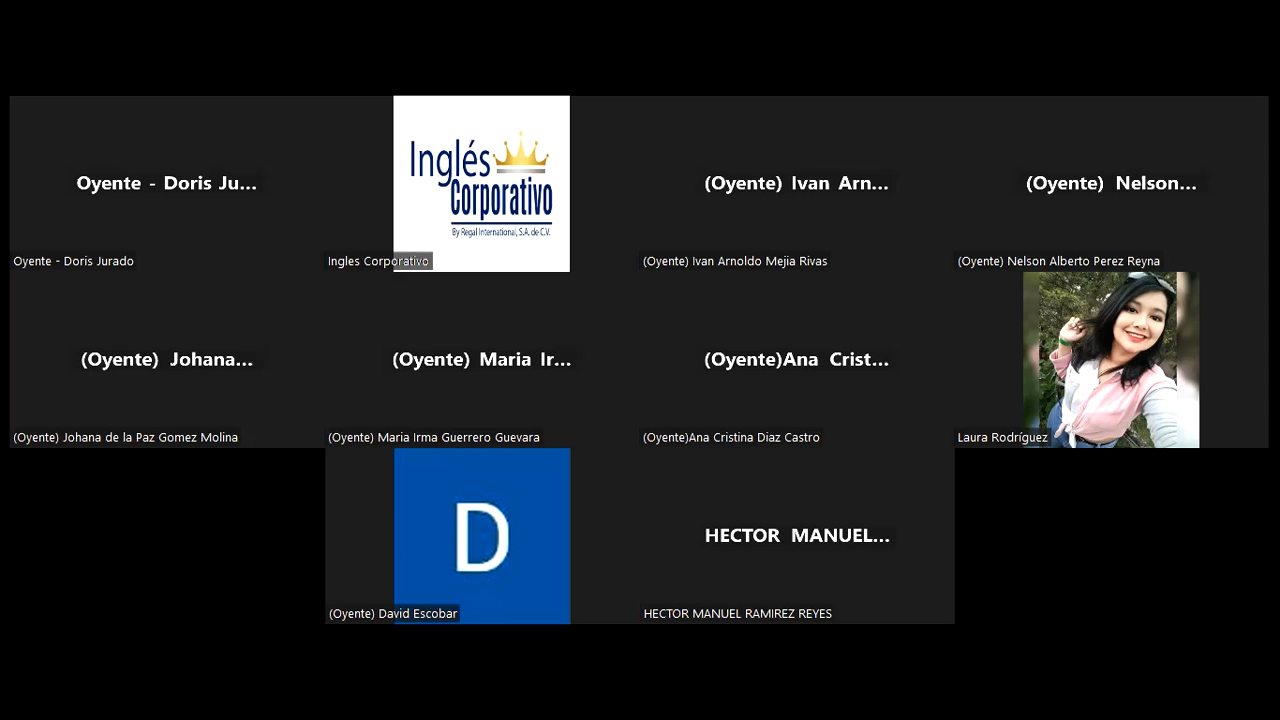 Oyente - Doris Ju...
Oyente - Doris Jurado
Inglés
Corporativo
By Regal International, S.A. de C.V.
Ingles Corporativo
(Oyente) Ivan Arn...
(Oyente) Ivan Arnoldo Mejia Rivas
(Oyente) Nelson...
(Oyente) Nelson Alberto Perez Reyna
(Oyente) Johana...
(Oyente) Johana de la Paz Gomez Molina
(Oyente) Maria Ir...
(Oyente) Maria Irma Guerrero Guevara
(Oyente)Ana Crist...
(Oyente)Ana Cristina Diaz Castro
Laura Rodríguez
D
(Oyente) David Escobar
HECTOR MANUEL...
HECTOR MANUEL RAMIREZ REYES